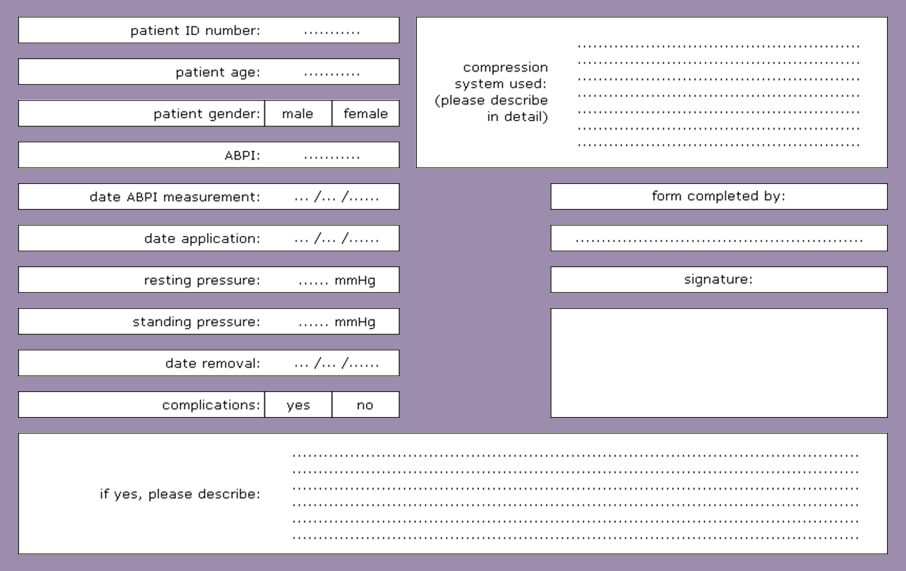 patient ID number: ...........
patient age: ...........
patient gender: male female
ABPI: ...........
date ABPI measurement: ... /... /......
date application: ... /... /......
resting pressure: ...... mmHg
standing pressure: ...... mmHg
date removal: ... /... /......
complications: yes no
compression
system used:
(please describe
in detail)
form completed by:
signature:
if yes, please describe: